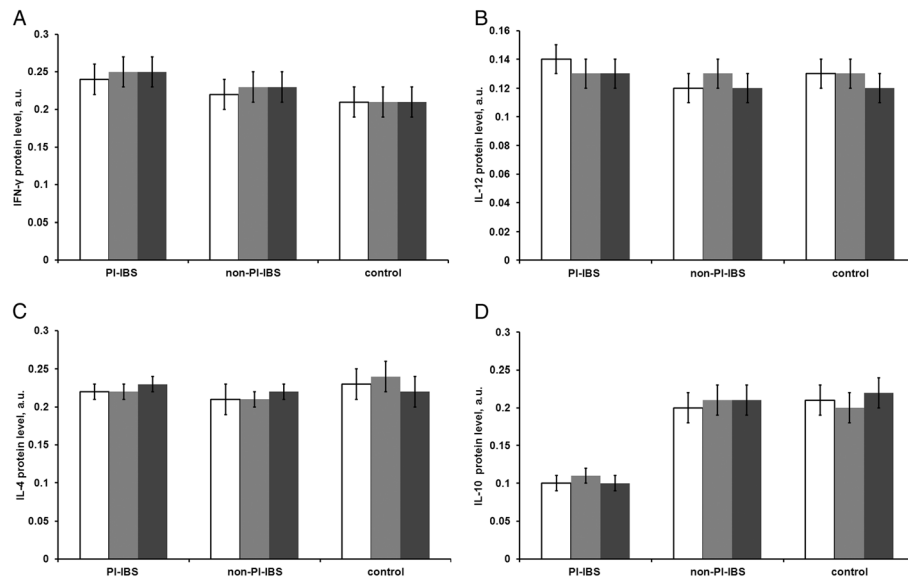 A
IFN-γ protein level, a.u.
0.3
0.25
0.2
0.15
0.1
0.05
0
PI-IBS non-PI-IBS control
B
IL-12 protein level, a.u.
0.16
0.14
0.12
0.1
0.08
0.06
0.04
0.02
0
PI-IBS non-PI-IBS control
C
IL-4 protein level, a.u.
0.3
0.25
0.2
0.15
0.1
0.05
0
PI-IBS non-PI-IBS control
D
IL-10 protein level, a.u.
0.3
0.25
0.2
0.15
0.1
0.05
0
PI-IBS non-PI-IBS control